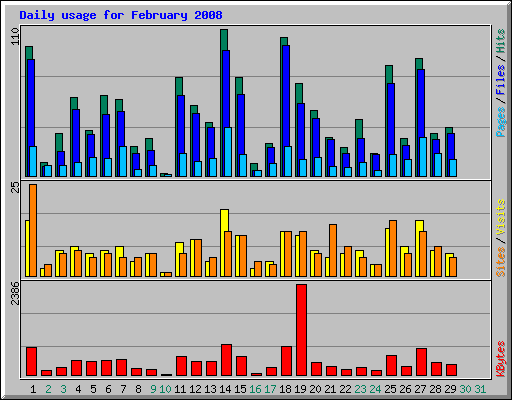 Daily usage for February 2008
110
Pages / Files / Hits
25
Sites / Visits
2386
KBytes
1 2 3 4 5 6 7 8 9 10 11 12 13 14 15 16 17 18 19 20 21 22 23 24 25 26 27 28 29 30 31